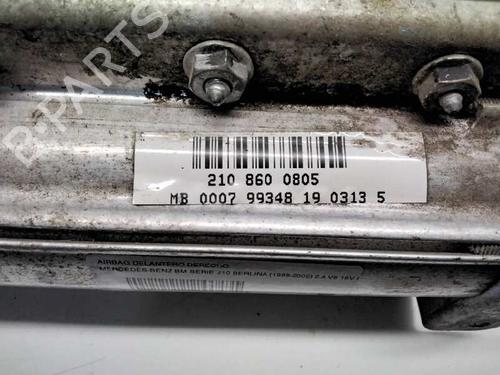 B-PARTS
210 860 0805
MB 0007 99348 19 0313 5
AIRBAG DELANTERO DERECHO
MERCEDES-BENZ BM SERIE 210 BERLINA (1995-2002) 2.4 V6 18V